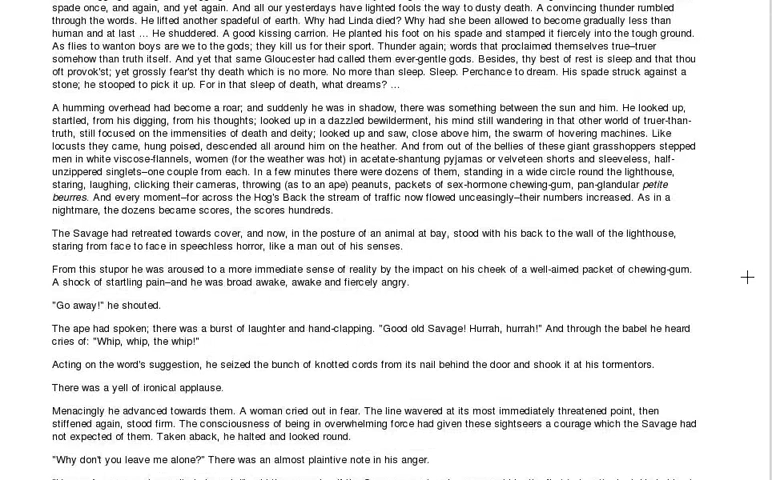 spade once, and again, and yet again. And all our yesterdays have lighted fools the way to dusty death. A convincing thunder rumbled
through the words. He lifted another spadeful of earth. Why had Linda died? Why had she been allowed to become gradually less than
human and at last … He shuddered. A good kissing carrion. He planted his foot on his spade and stamped it fiercely into the tough ground.
As flies to wanton boys are we to the gods; they kill us for their sport. Thunder again; words that proclaimed themselves true–truer
somehow than truth itself. And yet that same Gloucester had called them ever-gentle gods. Besides, thy best of rest is sleep and that thou
oft provok'st; yet grossly fear'st thy death which is no more. No more than sleep. Sleep. Perchance to dream. His spade struck against a
stone; he stooped to pick it up. For in that sleep of death, what dreams? …
A humming overhead had become a roar; and suddenly he was in shadow, there was something between the sun and him. He looked up,
startled, from his digging, from his thoughts; looked up in a dazzled bewilderment, his mind still wandering in that other world of truer-than-
truth, still focused on the immensities of death and deity; looked up and saw, close above him, the swarm of hovering machines. Like
locusts they came, hung poised, descended all around him on the heather. And from out of the bellies of these giant grasshoppers stepped
men in white viscose-flannels, women (for the weather was hot) in acetate-shantung pyjamas or velveteen shorts and sleeveless, half-
unzippered singlets–one couple from each. In a few minutes there were dozens of them, standing in a wide circle round the lighthouse,
staring, laughing, clicking their cameras, throwing (as to an ape) peanuts, packets of sex-hormone chewing-gum, pan-glandular petite
beurres. And every moment–for across the Hog's Back the stream of traffic now flowed unceasingly–their numbers increased. As in a
nightmare, the dozens became scores, the scores hundreds.
The Savage had retreated towards cover, and now, in the posture of an animal at bay, stood with his back to the wall of the lighthouse,
staring from face to face in speechless horror, like a man out of his senses.
From this stupor he was aroused to a more immediate sense of reality by the impact on his cheek of a well-aimed packet of chewing-gum.
A shock of startling pain–and he was broad awake, awake and fiercely angry.
"Go away!" he shouted.
The ape had spoken; there was a burst of laughter and hand-clapping. "Good old Savage! Hurrah, hurrah!" And through the babel he heard
cries of: "Whip, whip, the whip!"
Acting on the word's suggestion, he seized the bunch of knotted cords from its nail behind the door and shook it at his tormentors.
There was a yell of ironical applause.
Menacingly he advanced towards them. A woman cried out in fear. The line wavered at its most immediately threatened point, then
stiffened again, stood firm. The consciousness of being in overwhelming force had given these sightseers a courage which the Savage had
not expected of them. Taken aback, he halted and looked round.
"Why don't you leave me alone?" There was an almost plaintive note in his anger.